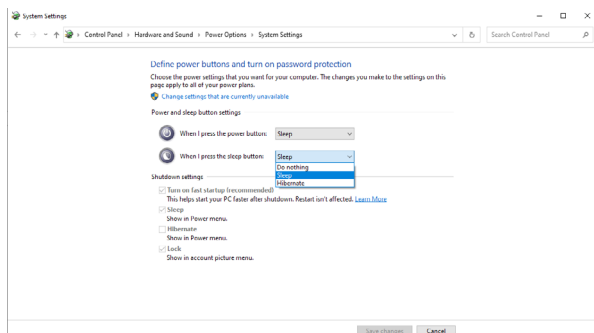 System Settings
Control Panel > Hardware and Sound > Power Options > System Settings
Search Control Panel
Define power buttons and turn on password protection
Choose the power settings that you want for your computer. The changes you make to the settings on this
page apply to all of your power plans.
Change settings that are currently unavailable
Power and sleep button settings
When I press the power button: Sleep
When I press the sleep button: Sleep
Do nothing
Sleep
Hibernate
Shutdown settings
Turn on fast startup (recommended)
This helps start your PC faster after shutdown. Restart isn't affected. Learn More
Sleep
Show in Power menu.
Hibernate
Show in Power menu.
Lock
Show in account picture menu.
Save changes Cancel